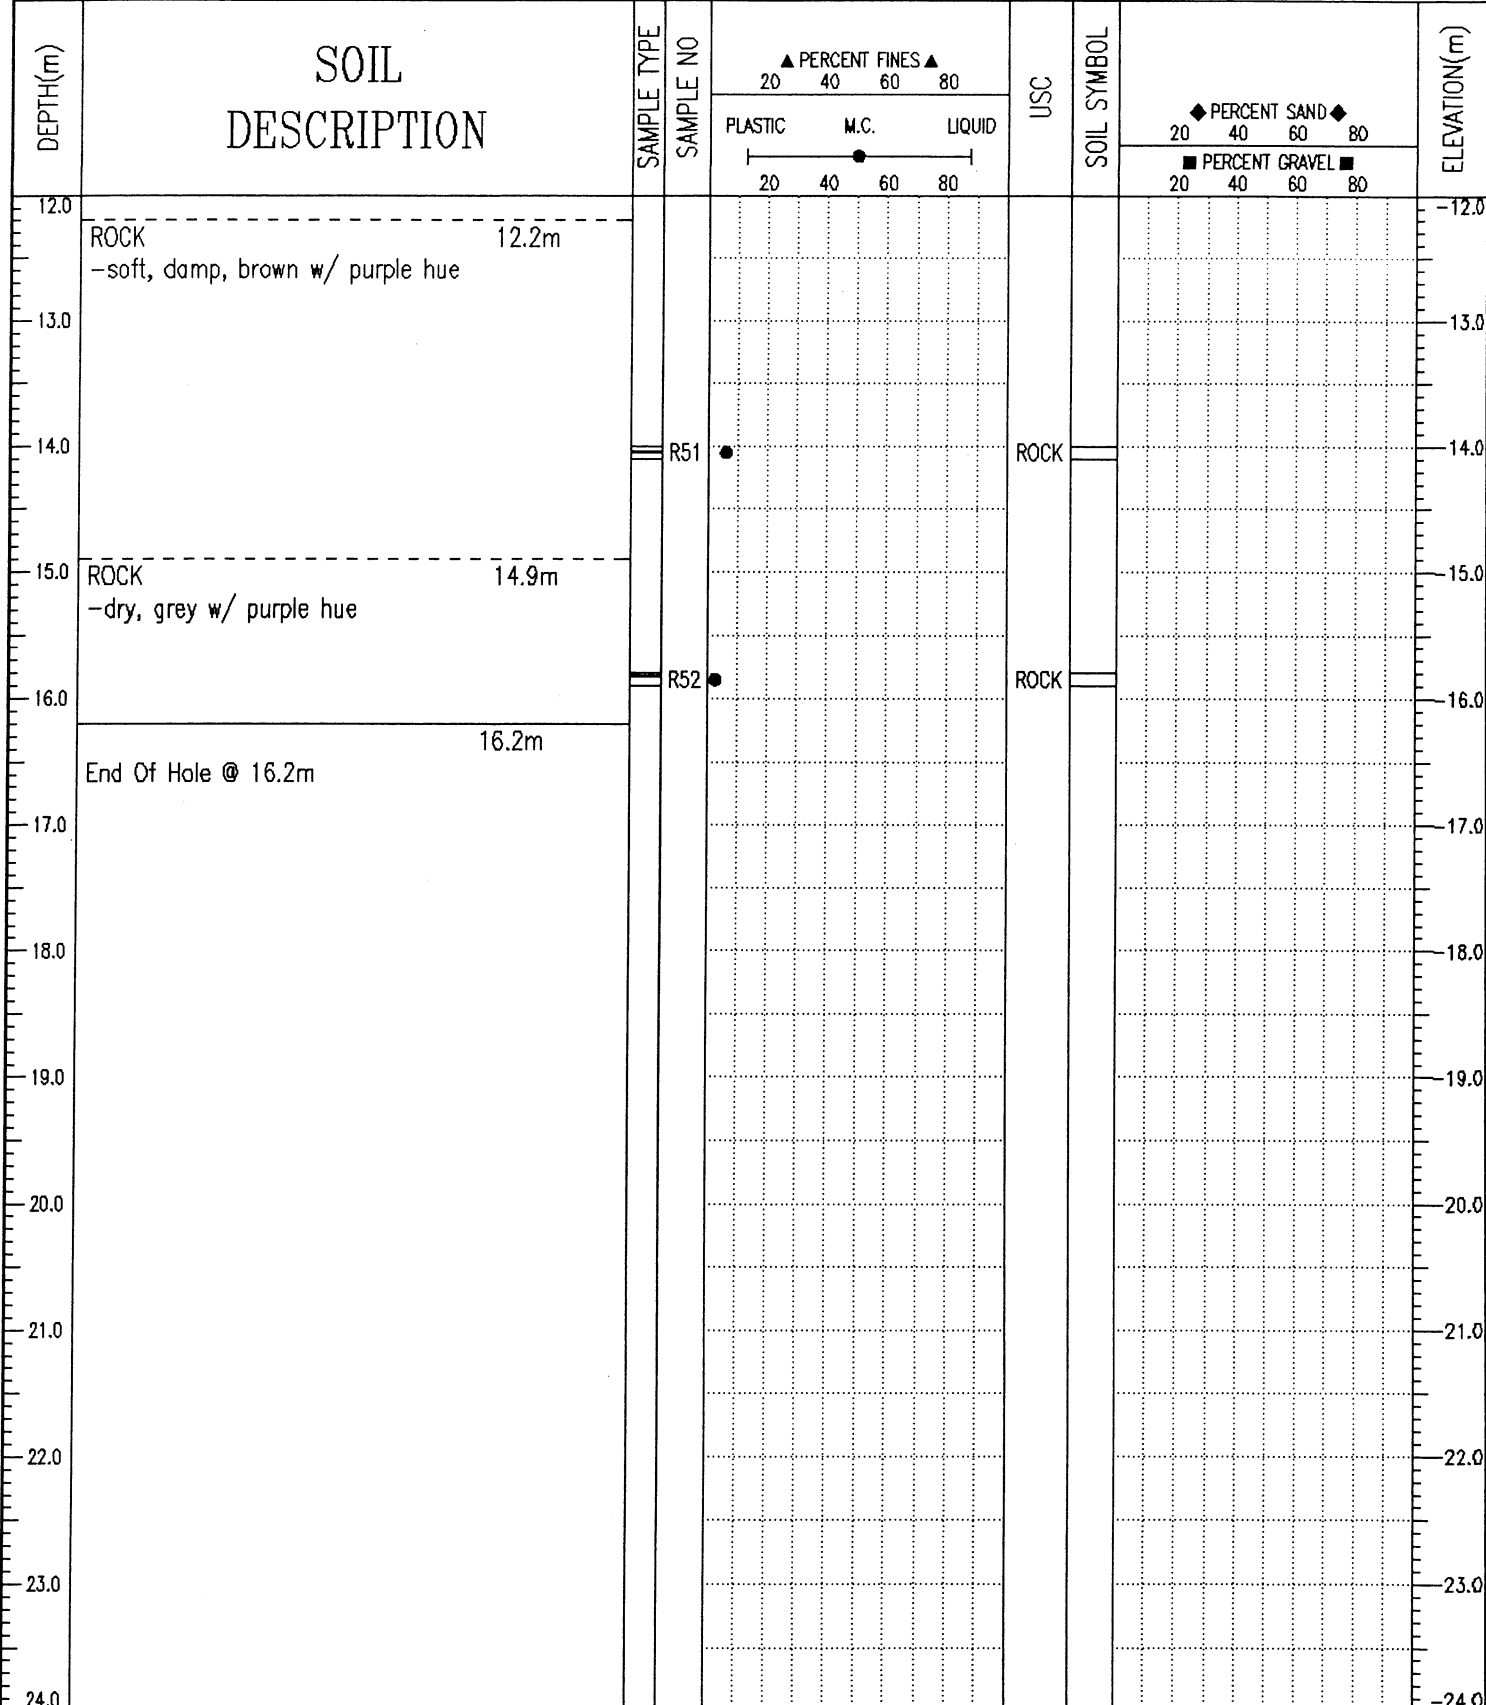 DEPTH(m)
SOIL
DESCRIPTION
SAMPLE TYPE
SAMPLE NO
▲ PERCENT FINES ▲
20 40 60 80
PLASTIC M.C. LIQUID
20 40 60 80
USC
SOIL SYMBOL
◆ PERCENT SAND ◆
20 40 60 80
■ PERCENT GRAVEL ■
20 40 60 80
ELEVATION(m)
12.0 -12.0
ROCK 12.2m
-soft, damp, brown w/ purple hue
13.0 -13.0
14.0 R51 ROCK -14.0
15.0 ROCK 14.9m -15.0
-dry, grey w/ purple hue
R52 ROCK
16.0 -16.0
16.2m
End Of Hole @ 16.2m
17.0 -17.0
18.0 -18.0
19.0 -19.0
20.0 -20.0
21.0 -21.0
22.0 -22.0
23.0 -23.0
24.0 -24.0